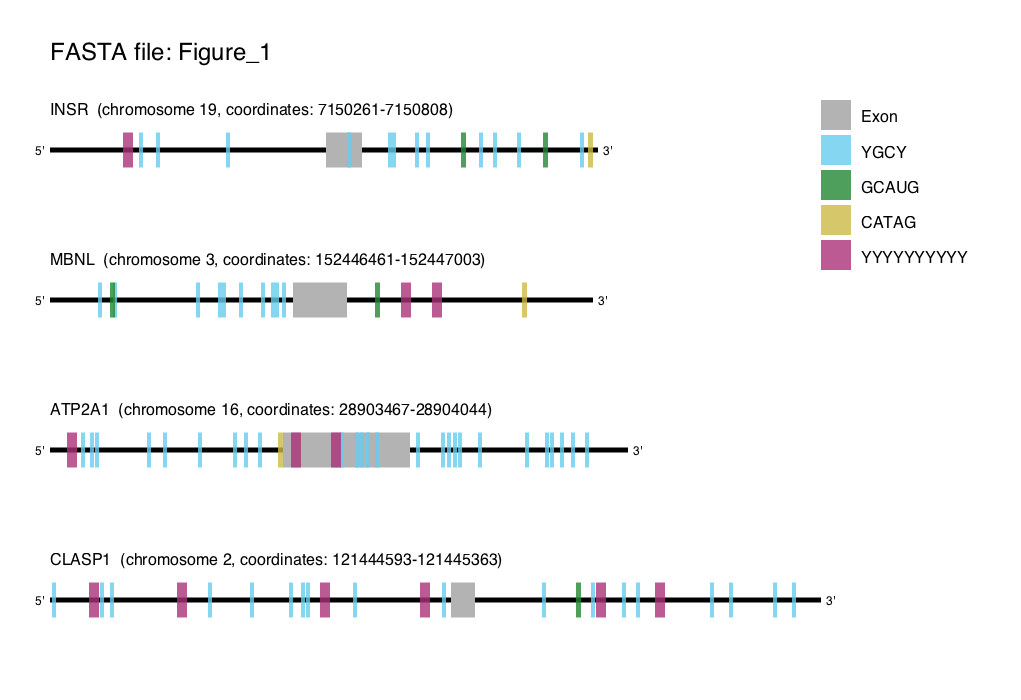 FASTA file: Figure_1
INSR (chromosome 19, coordinates: 7150261-7150808)
5' 3'
Exon
YGCY
GCAUG
CATAG
YYYYYYYYYY
MBNL (chromosome 3, coordinates: 152446461-152447003)
5' 3'
ATP2A1 (chromosome 16, coordinates: 28903467-28904044)
5' 3'
CLASP1 (chromosome 2, coordinates: 121444593-121445363)
5' 3'